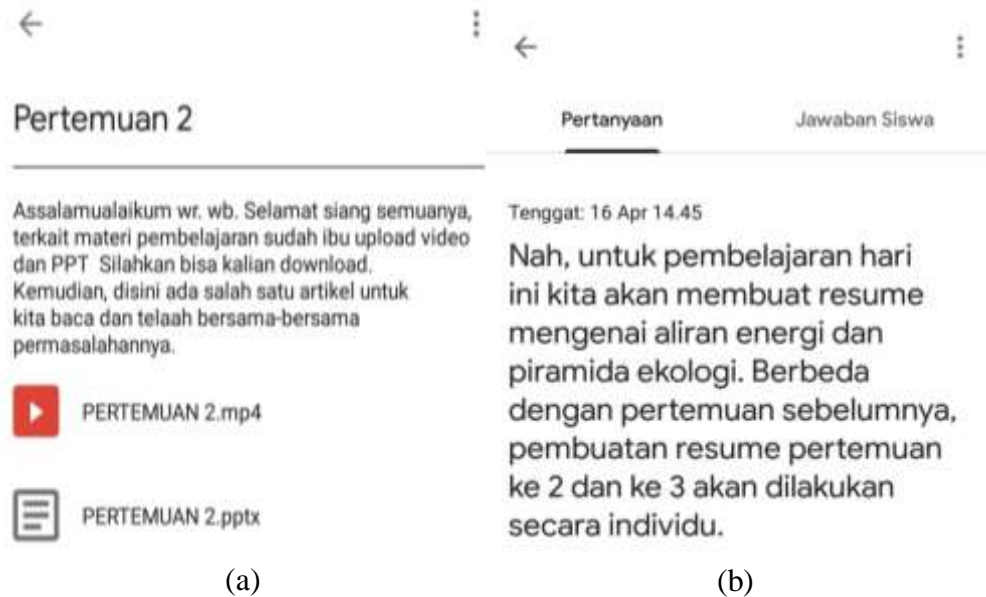 Pertemuan 2
Assalamualaikum wr. wb. Selamat siang semuanya,
terkait materi pembelajaran sudah ibu upload video
dan PPT Silahkan bisa kalian download.
Kemudian, disini ada salah satu artikel untuk
kita baca dan telaah bersama-bersama
permasalahannya.
PERTEMUAN 2.mp4
PERTEMUAN 2.pptx
(a)
Pertanyaan
Jawaban Siswa
Tenggat: 16 Apr 14.45
Nah, untuk pembelajaran hari
ini kita akan membuat resume
mengenai aliran energi dan
piramida ekologi. Berbeda
dengan pertemuan sebelumnya,
pembuatan resume pertemuan
ke 2 dan ke 3 akan dilakukan
secara individu.
(b)